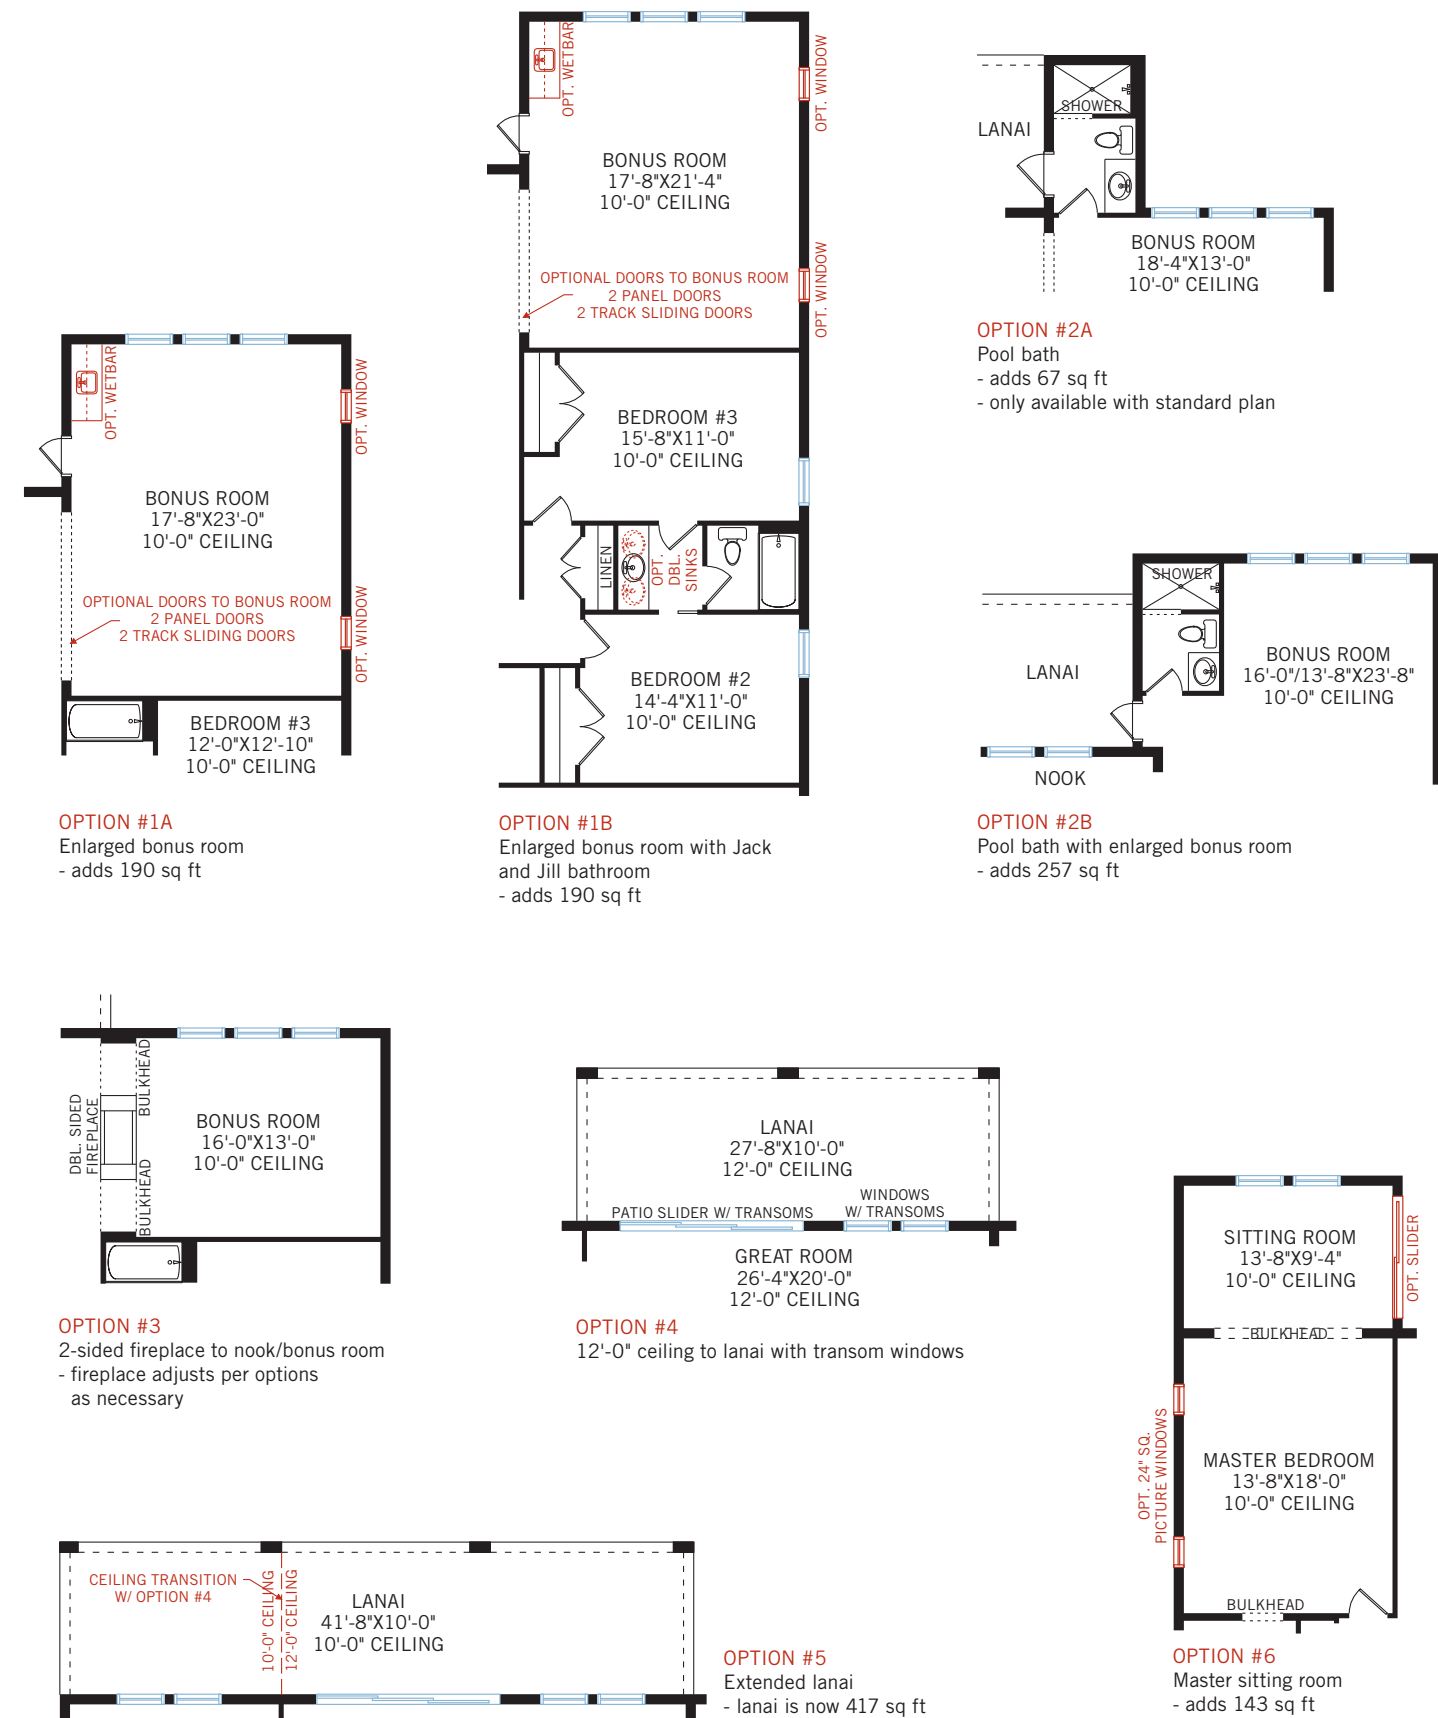 OPT. WETBAR
OPT. WINDOW
BONUS ROOM
17'-8"X23'-0"
10'-0" CEILING
OPTIONAL DOORS TO BONUS ROOM
2 PANEL DOORS
2 TRACK SLIDING DOORS
OPT. WINDOW
BEDROOM #3
12'-0"X12'-10"
10'-0" CEILING
OPTION #1A
Enlarged bonus room
- adds 190 sq ft
OPT. WETBAR
OPT. WINDOW
BONUS ROOM
17'-8"X21'-4"
10'-0" CEILING
OPT. WINDOW
OPTIONAL DOORS TO BONUS ROOM
2 PANEL DOORS
2 TRACK SLIDING DOORS
BEDROOM #3
15'-8"X11'-0"
10'-0" CEILING
LINEN
OPT.
DBL.
SINKS
BEDROOM #2
14'-4"X11'-0"
10'-0" CEILING
OPTION #1B
Enlarged bonus room with Jack
and Jill bathroom
- adds 190 sq ft
SHOWER
LANAI
BONUS ROOM
18'-4"X13'-0"
10'-0" CEILING
OPTION #2A
Pool bath
- adds 67 sq ft
- only available with standard plan
SHOWER
LANAI
BONUS ROOM
16'-0"/13'-8"X23'-8"
10'-0" CEILING
NOOK
OPTION #2B
Pool bath with enlarged bonus room
- adds 257 sq ft
BULKHEAD
DBL. SIDED
FIREPLACE
BULKHEAD
BONUS ROOM
16'-0"X13'-0"
10'-0" CEILING
OPTION #3
2-sided fireplace to nook/bonus room
- fireplace adjusts per options
as necessary
LANAI
27'-8"X10'-0"
12'-0" CEILING
PATIO SLIDER W/ TRANSOMS
WINDOWS
W/ TRANSOMS
GREAT ROOM
26'-4"X20'-0"
12'-0" CEILING
OPTION #4
12'-0" ceiling to lanai with transom windows
SITTING ROOM
13'-8"X9'-4"
10'-0" CEILING
OPT. SLIDER
BULKHEAD
OPT. 24" SQ.
PICTURE WINDOWS
MASTER BEDROOM
13'-8"X18'-0"
10'-0" CEILING
BULKHEAD
OPTION #6
Master sitting room
- adds 143 sq ft
CEILING TRANSITION
W/ OPTION #4
10'-0" CEILING
12'-0" CEILING
LANAI
41'-8"X10'-0"
10'-0" CEILING
OPTION #5
Extended lanai
- lanai is now 417 sq ft